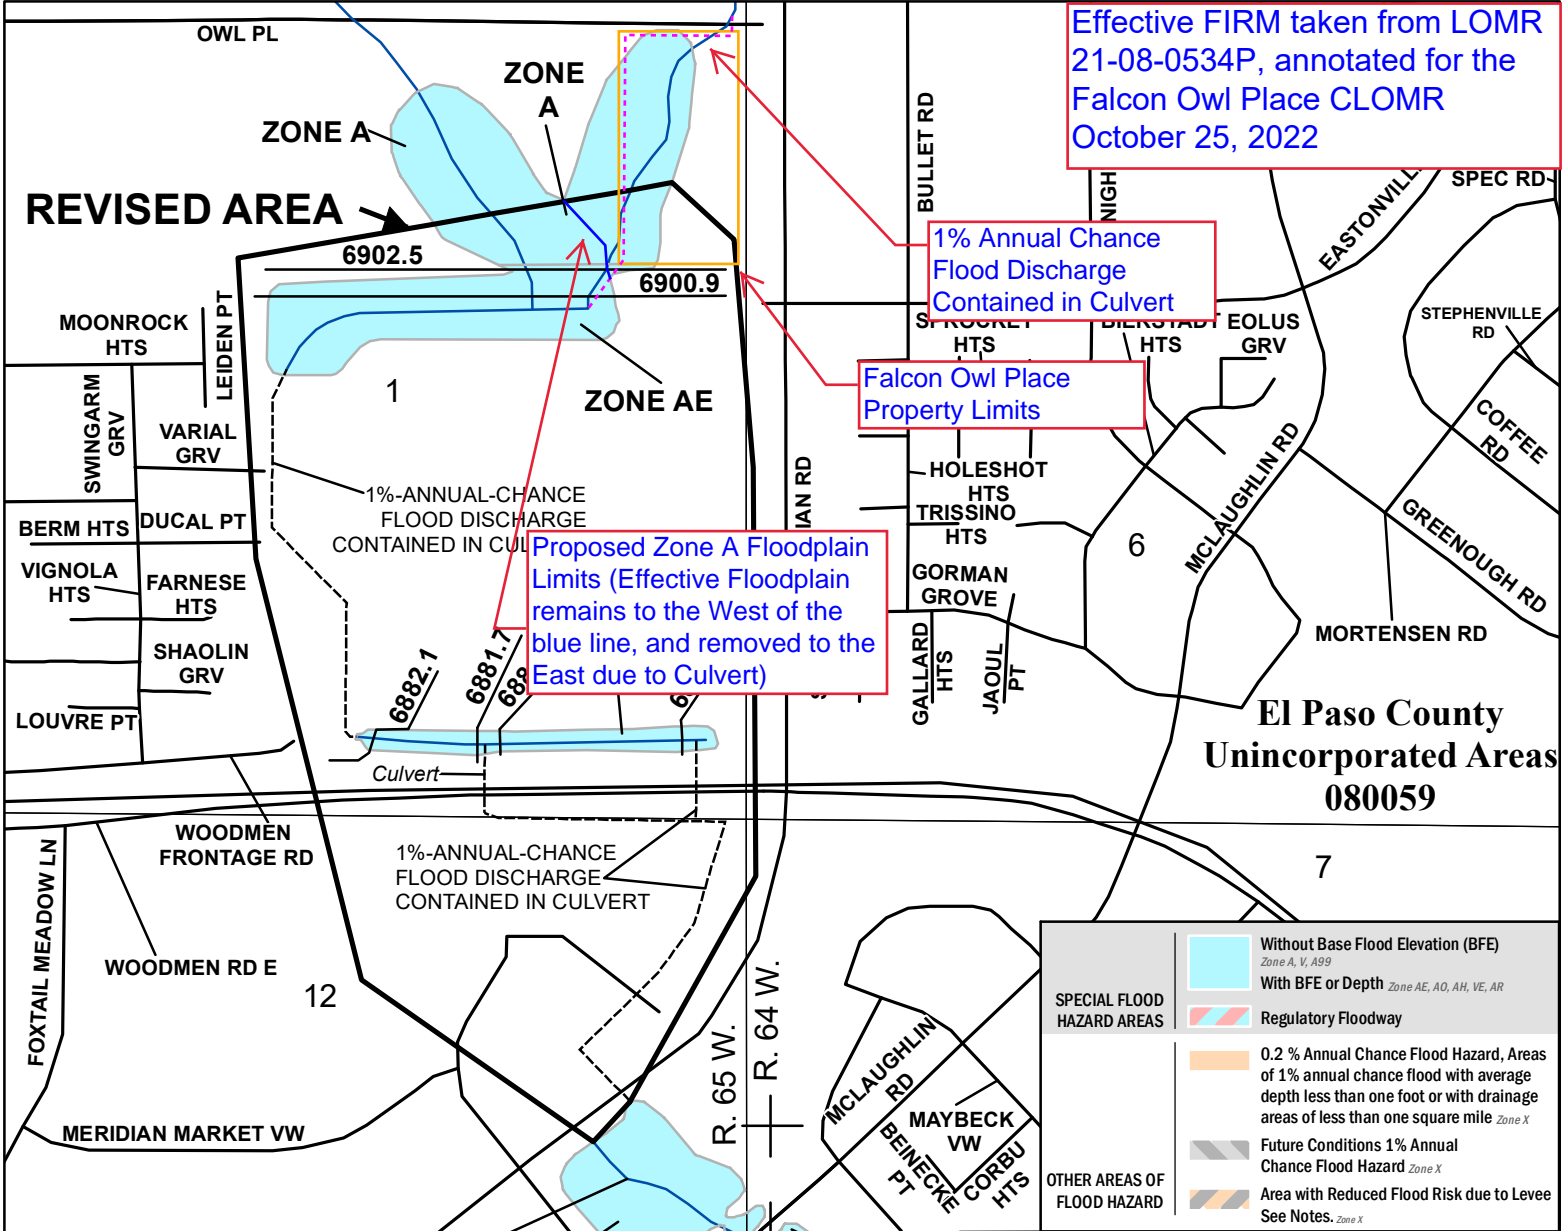 OWL PL
ZONE
A
ZONE A
REVISED AREA
6902.5
6900.9
Effective FIRM taken from LOMR
21-08-0534P, annotated for the
Falcon Owl Place CLOMR
October 25, 2022
BULLET RD
SPEC RD
EASTONVILL
1% Annual Chance
Flood Discharge
Contained in Culvert
MOONROCK
HTS
LEIDEN PT
SPROCKET
HTS
BIERSTADT
HTS
EOLUS
GRV
STEPHENVILLE
RD
1
ZONE AE
Falcon Owl Place
Property Limits
SWINGARM
GRV
VARIAL
GRV
COFFEE
RD
MCLAUGHLIN RD
HOLESHOT
HTS
1%-ANNUAL-CHANCE
FLOOD DISCHARGE
CONTAINED IN CUL
IAN RD
TRISSINO
HTS
GREENOUGH RD
BERM HTS
DUCAL PT
6
Proposed Zone A Floodplain
Limits (Effective Floodplain
remains to the West of the
blue line, and removed to the
East due to Culvert)
VIGNOLA
HTS
FARNESE
HTS
GORMAN
GROVE
MORTENSEN RD
SHAOLIN
GRV
GALLARD
HTS
JAOUL
PT
6882.1
6881.7
LOUVRE PT
El Paso County
Unincorporated Areas
080059
Culvert
WOODMEN
FRONTAGE RD
FOXTAIL MEADOW LN
1%-ANNUAL-CHANCE
FLOOD DISCHARGE
CONTAINED IN CULVERT
7
WOODMEN RD E
12
R. 65 W.
R. 64 W.
MERIDIAN MARKET VW
MCLAUGHLIN
RD
MAYBECK
VW
BEINECKE
PT
CORBU
HTS
SPECIAL FLOOD
HAZARD AREAS
Without Base Flood Elevation (BFE)
Zone A, V, A99
With BFE or Depth Zone AE, AO, AH, VE, AR
Regulatory Floodway
0.2 % Annual Chance Flood Hazard, Areas
of 1% annual chance flood with average
depth less than one foot or with drainage
areas of less than one square mile Zone X
Future Conditions 1% Annual
Chance Flood Hazard Zone X
OTHER AREAS OF
FLOOD HAZARD
Area with Reduced Flood Risk due to Levee
See Notes. Zone X